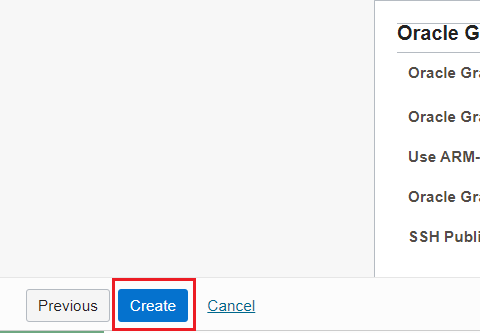 Oracle G
Oracle Gra
Oracle Gra
Use ARM-
Oracle Gra
SSH Publi
Previous
Create
Cancel